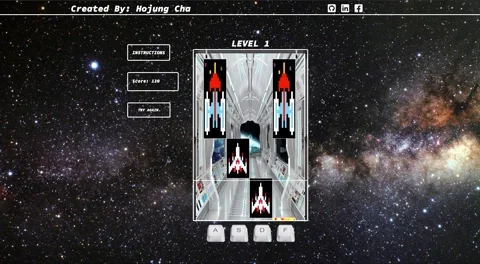 Created By: Hojung Cha
LEVEL 1
INSTRUCTIONS
Score: 130
TRY AGAIN.
A S D F